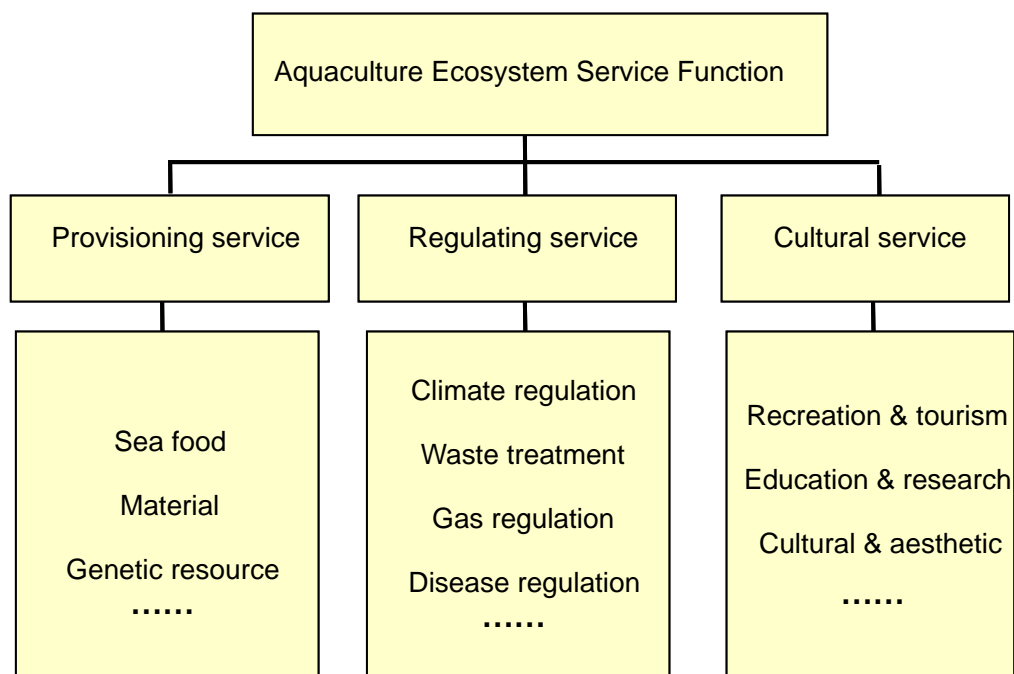 Aquaculture Ecosystem Service Function
Provisioning service
Regulating service
Cultural service
Sea food
Material
Genetic resource
......
Climate regulation
Waste treatment
Gas regulation
Disease regulation
......
Recreation & tourism
Education & research
Cultural & aesthetic
......